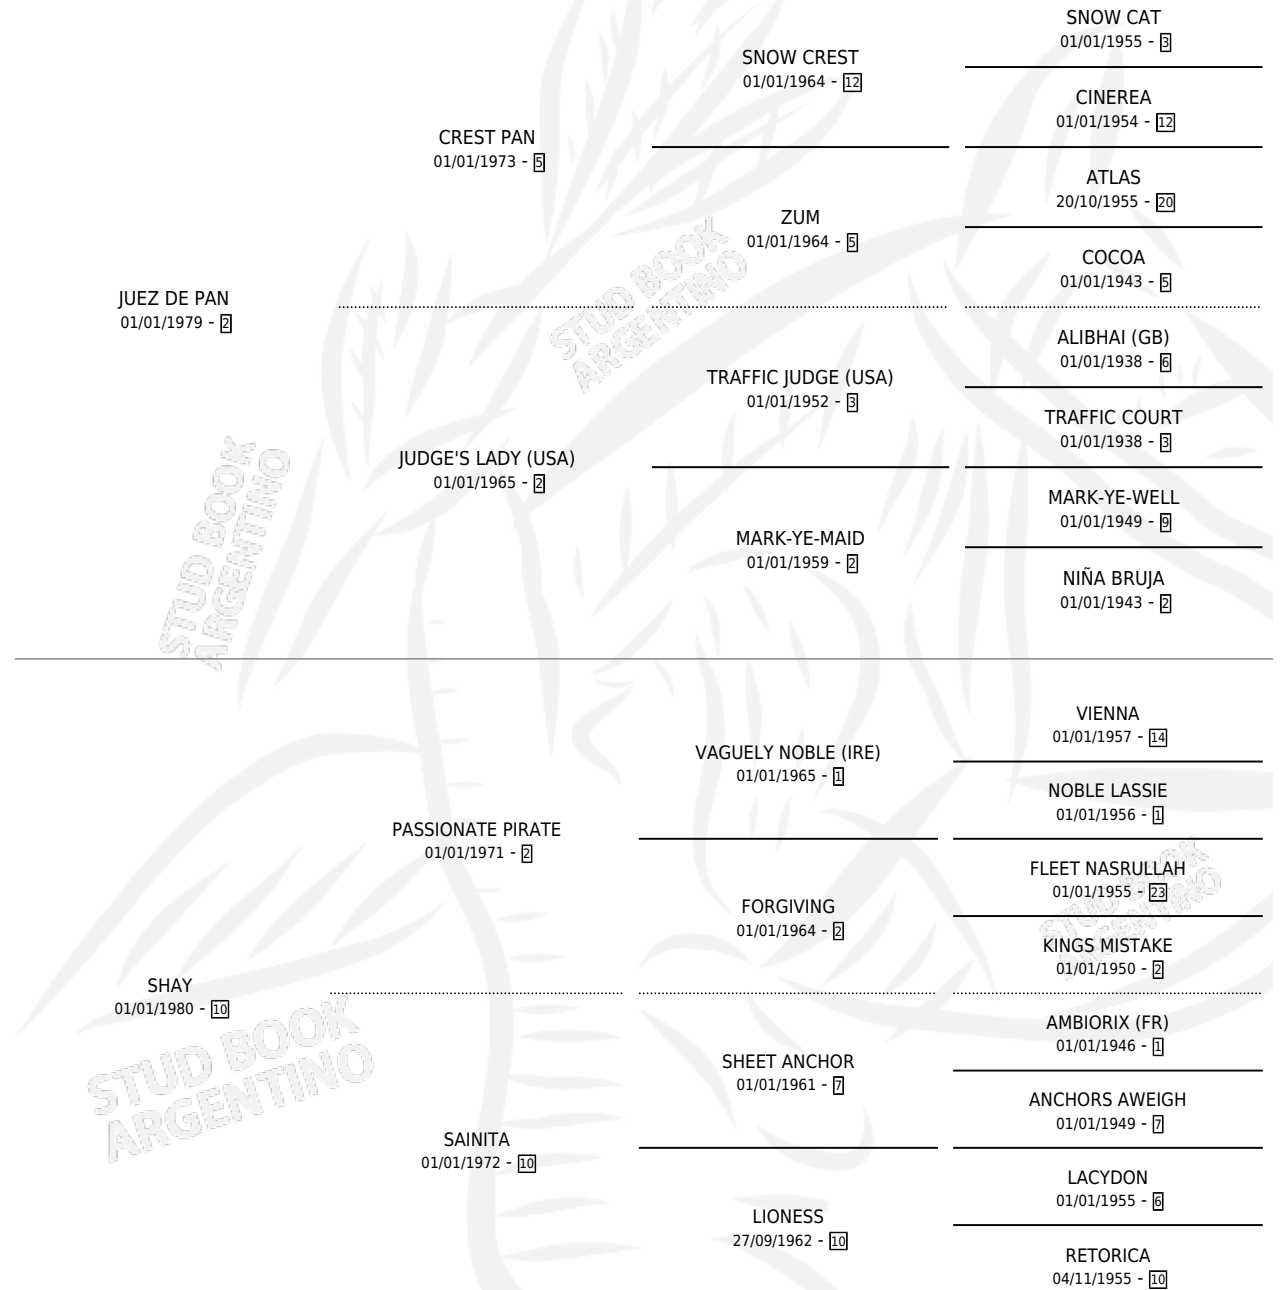 SNOW CAT
01/01/1955 - 3
SNOW CREST
01/01/1964 - 12
CINEREA
01/01/1954 - 12
CREST PAN
01/01/1973 - 5
ATLAS
20/10/1955 - 20
ZUM
01/01/1964 - 5
COCOA
01/01/1943 - 5
JUEZ DE PAN
01/01/1979 - 2
STUD BOOK
ARGENTINO
ALIBHAI (GB)
01/01/1938 - 6
TRAFFIC JUDGE (USA)
01/01/1952 - 3
TRAFFIC COURT
01/01/1938 - 3
JUDGE'S LADY (USA)
01/01/1965 - 2
MARK-YE-WELL
01/01/1949 - 9
MARK-YE-MAID
01/01/1959 - 2
NIÑA BRUJA
01/01/1943 - 2
STUD BOOK
ARGENTINO
VIENNA
01/01/1957 - 14
VAGUELY NOBLE (IRE)
01/01/1965 - 1
NOBLE LASSIE
01/01/1956 - 1
PASSIONATE PIRATE
01/01/1971 - 2
FLEET NASRULLAH
01/01/1955 - 23
FORGIVING
01/01/1964 - 2
STUD BOOK
ARGENTINO
KINGS MISTAKE
01/01/1950 - 2
SHAY
01/01/1980 - 10
AMBIORIX (FR)
01/01/1946 - 1
STUD BOOK
ARGENTINO
SHEET ANCHOR
01/01/1961 - 7
ANCHORS AWEIGH
01/01/1949 - 7
SAINITA
01/01/1972 - 10
LACYDON
01/01/1955 - 6
LIONESS
27/09/1962 - 10
RETORICA
04/11/1955 - 10